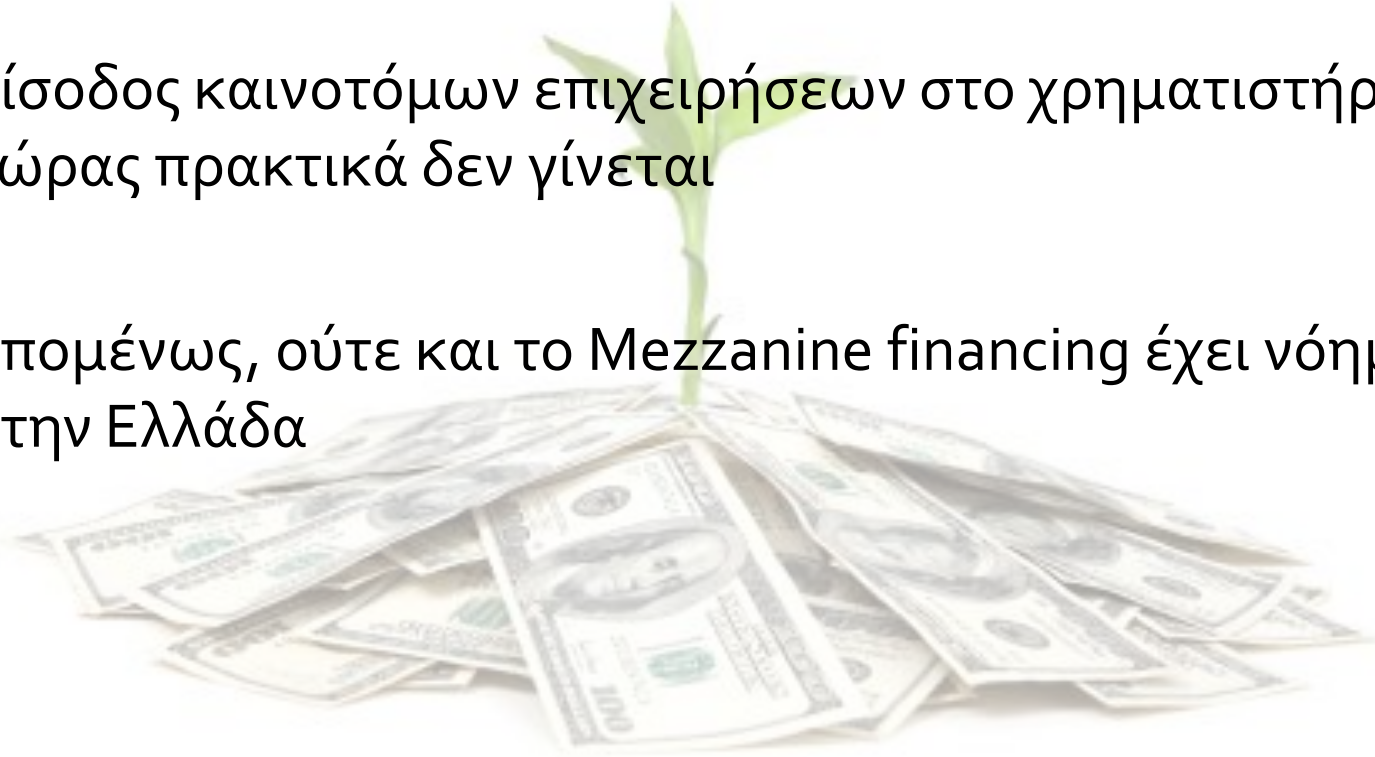 ίσοδος καινοτόμων επιχειρήσεων στο χρηματιστήρ
ώρας πρακτικά δεν γίνεται
πομένως, ούτε και το Mezzanine financing έχει νόημ
την Ελλάδα